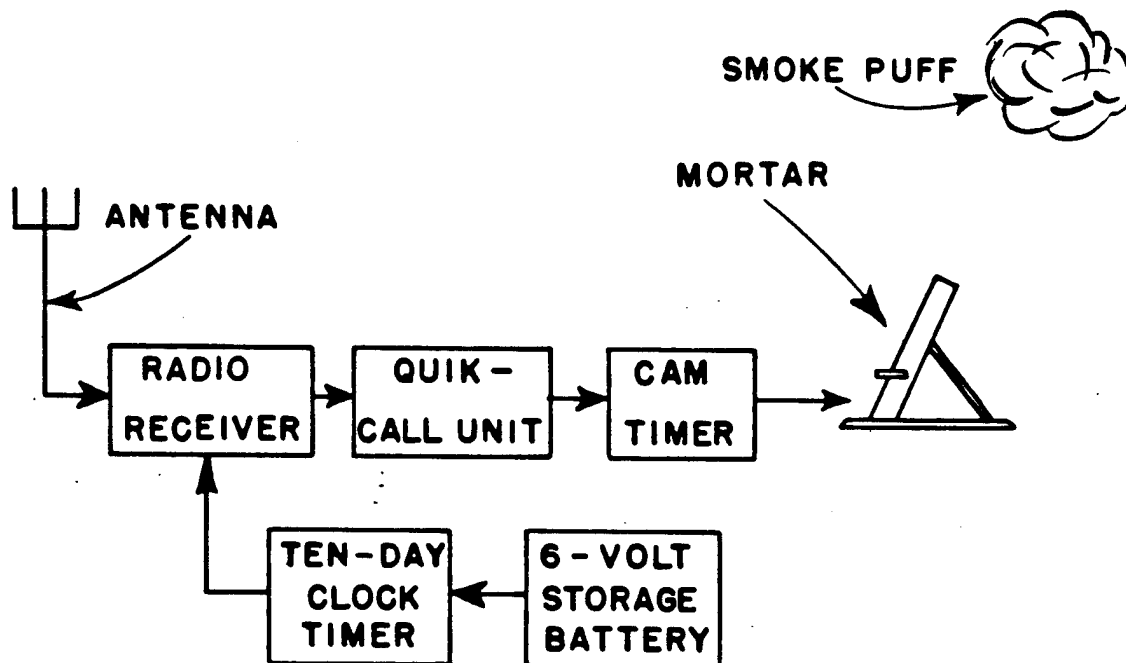 SMOKE PUFF
MORTAR
ANTENNA
RADIO
RECEIVER
QUIK-
CALL UNIT
CAM
TIMER
TEN-DAY
CLOCK
TIMER
6-VOLT
STORAGE
BATTERY